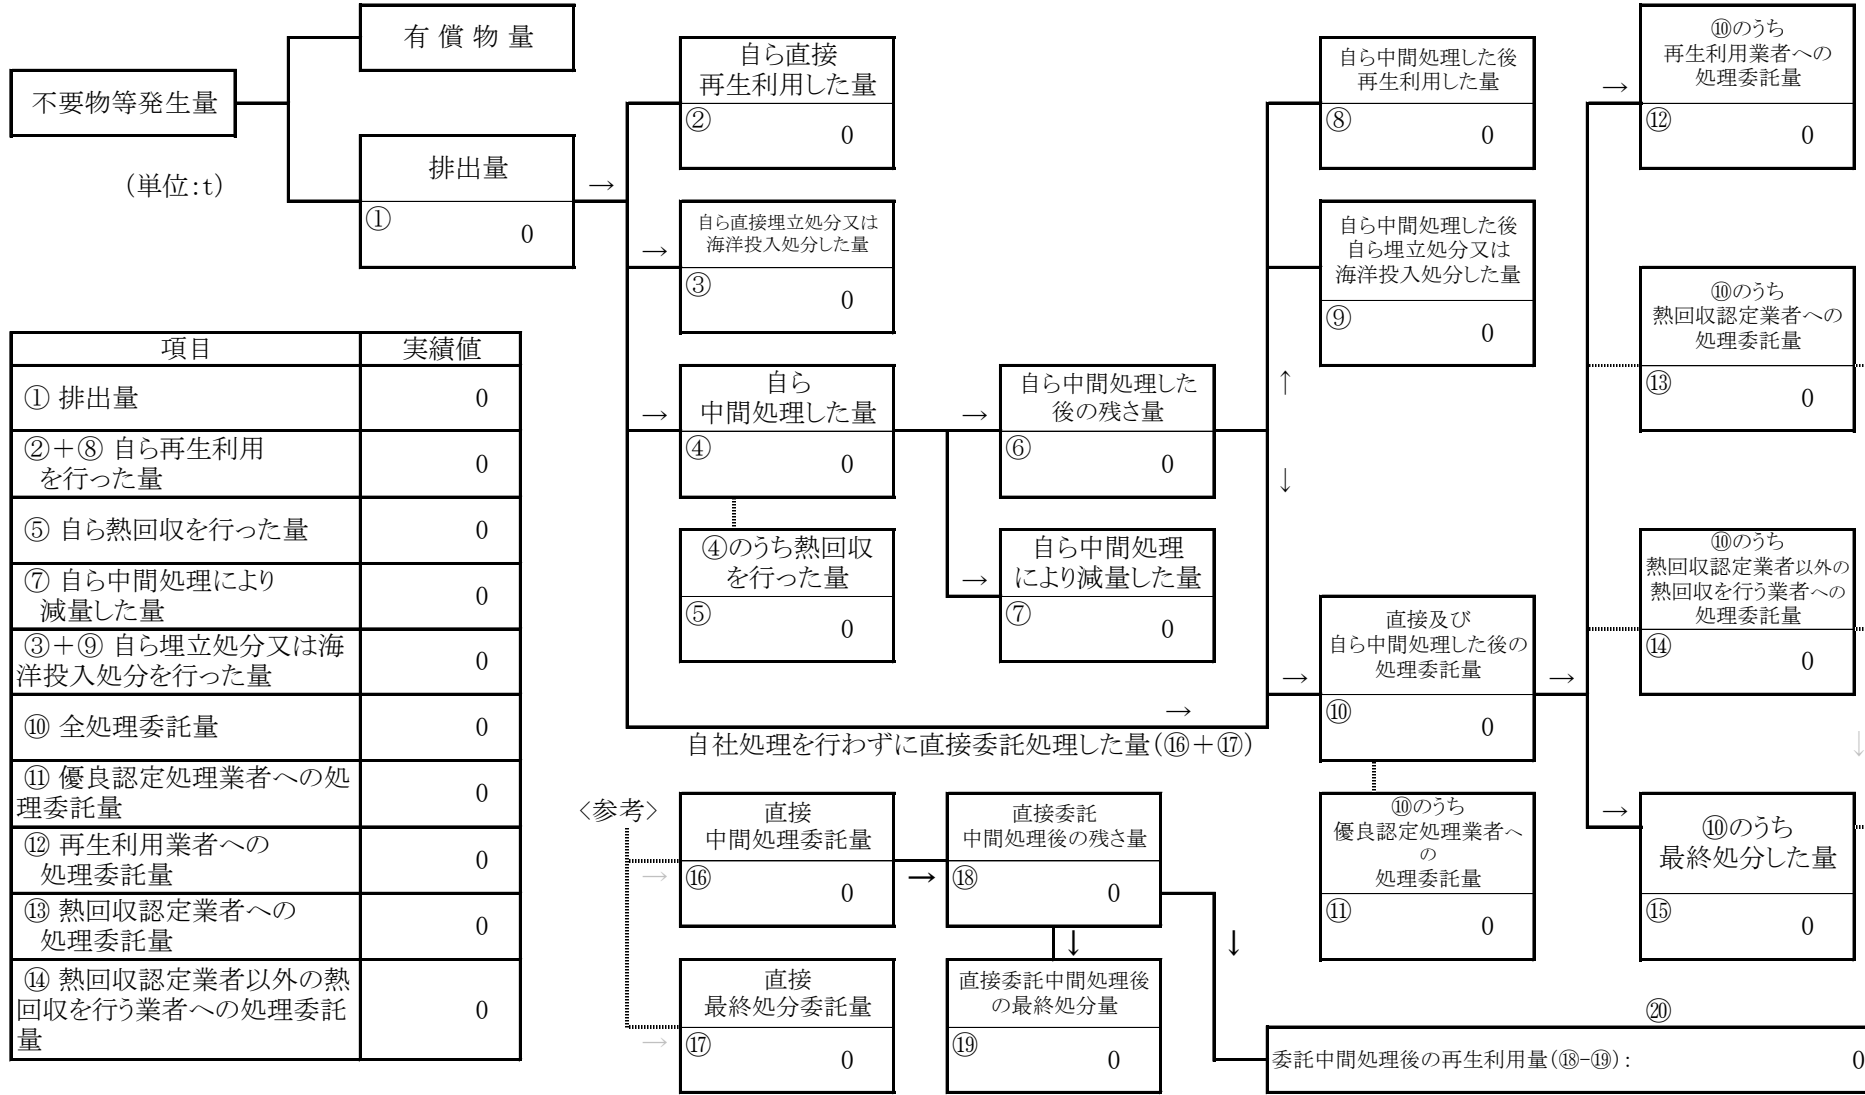 有 償 物 量
不要物等発生量
(単位:t)
排出量
①
0
→
自ら直接
再生利用した量
②
0
→
自ら直接埋立処分又は
海洋投入処分した量
③
0
→
自ら
中間処理した量
④
0
④のうち熱回収
を行った量
⑤
0
→
自ら中間処理した
後の残さ量
⑥
0
→
自ら中間処理
により減量した量
⑦
0
↑
↓
自ら中間処理した後
再生利用した量
⑧
0
自ら中間処理した後
自ら埋立処分又は
海洋投入処分した量
⑨
0
→
自社処理を行わずに直接委託処理した量(⑯+⑰)
→
直接及び
自ら中間処理した後の
処理委託量
⑩
0
→
⑩のうち
優良認定処理業者へ
の
処理委託量
⑪
0
→
⑩のうち
再生利用業者への
処理委託量
⑫
0
⑩のうち
熱回収認定業者への
処理委託量
⑬
0
⑩のうち
熱回収認定業者以外の
熱回収を行う業者への
処理委託量
⑭
0
↓
→
⑩のうち
最終処分した量
⑮
0
項目 実績値
① 排出量 0
②+⑧ 自ら再生利用
を行った量 0
⑤ 自ら熱回収を行った量 0
⑦ 自ら中間処理により
減量した量 0
③+⑨ 自ら埋立処分又は海
洋投入処分を行った量 0
⑩ 全処理委託量 0
⑪ 優良認定処理業者への処
理委託量 0
⑫ 再生利用業者への
処理委託量 0
⑬ 熱回収認定業者への
処理委託量 0
⑭ 熱回収認定業者以外の熱
回収を行う業者への処理委託
量 0
〈参考〉
→
直接
中間処理委託量
⑯
0
→
直接委託
中間処理後の残さ量
⑱
0
↓
↓
→
直接
最終処分委託量
⑰
0
直接委託中間処理後
の最終処分量
⑲
0
⑳
委託中間処理後の再生利用量(⑱-⑲): 0